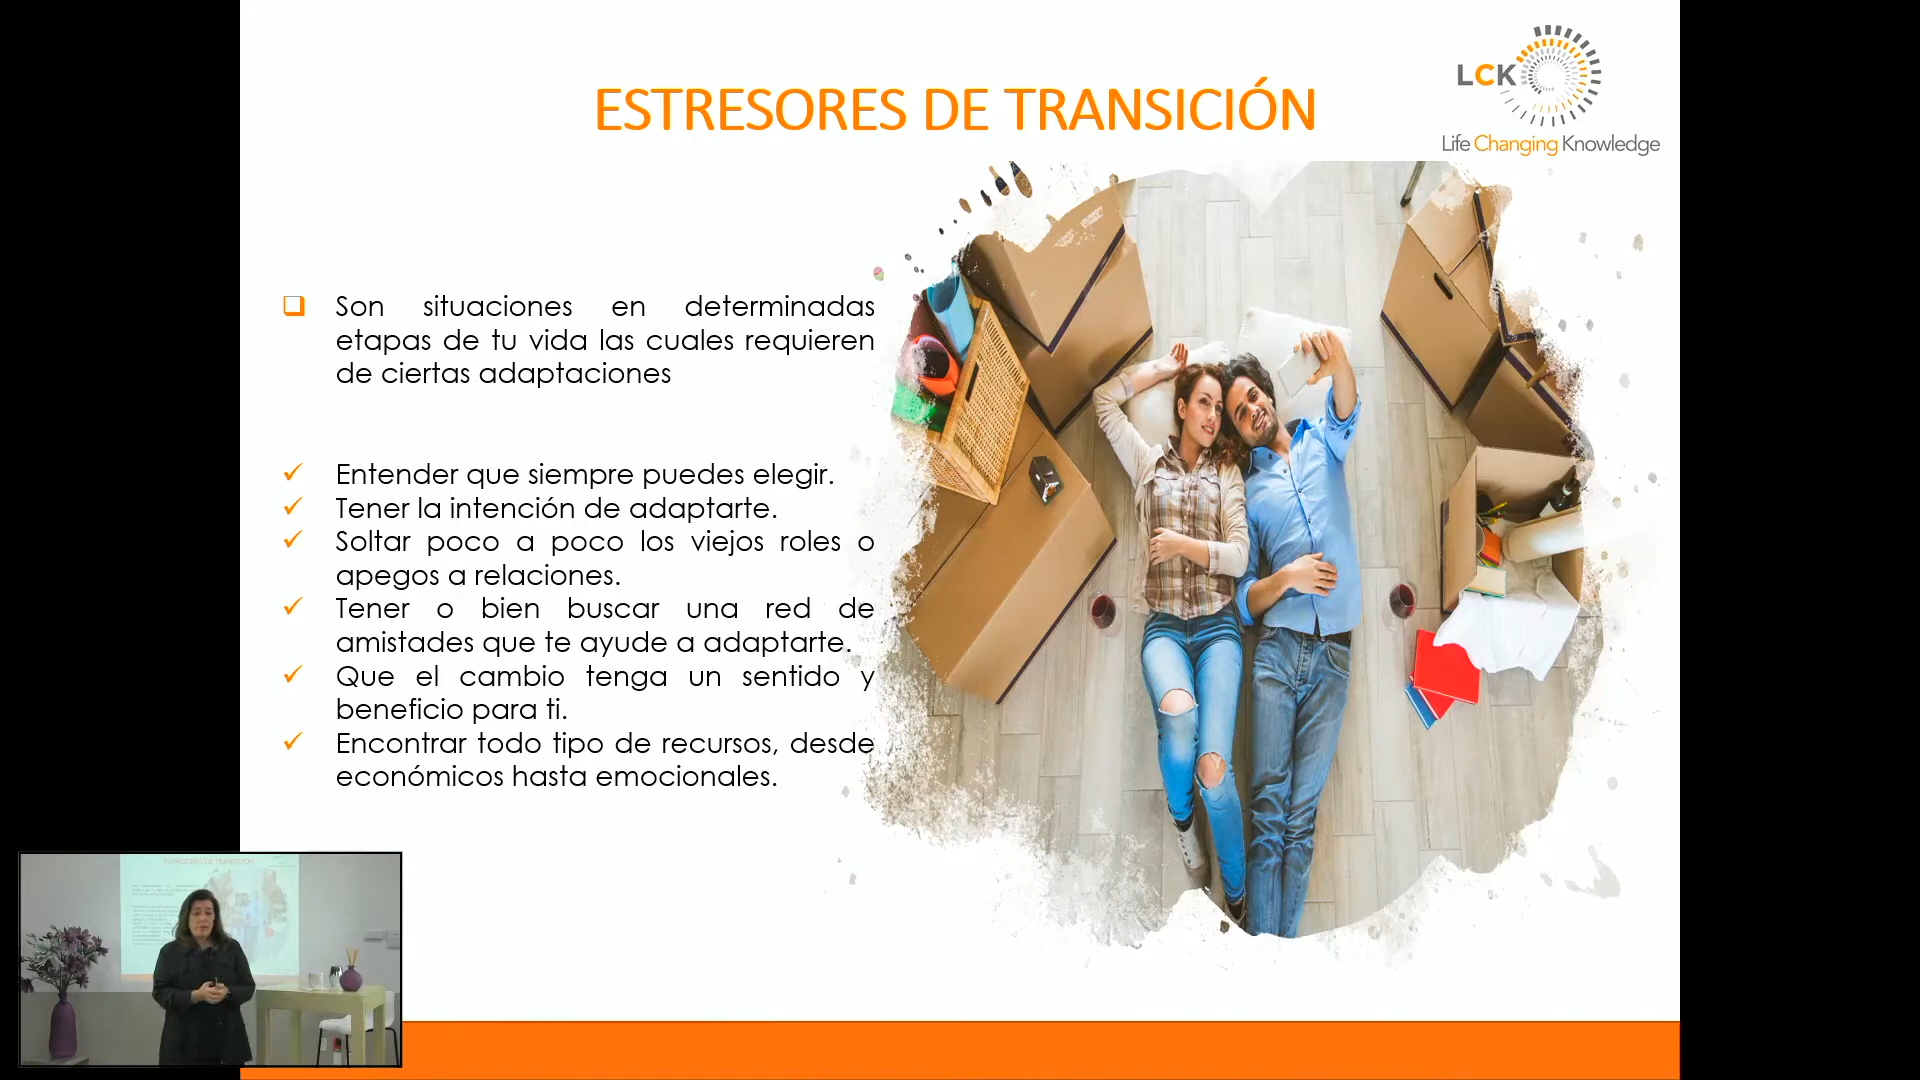 ESTRESORES DE TRANSICIÓN
LCK
Life Changing Knowledge
Son situaciones en determinadas
etapas de tu vida las cuales requieren
de ciertas adaptaciones
Entender que siempre puedes elegir.
Tener la intención de adaptarte.
Soltar poco a poco los viejos roles o
apegos a relaciones.
Tener o bien buscar una red de
amistades que te ayude a adaptarte.
Que el cambio tenga un sentido y
beneficio para ti.
Encontrar todo tipo de recursos, desde
económicos hasta emocionales.
ESTRESORES DE TRANSICIÓN